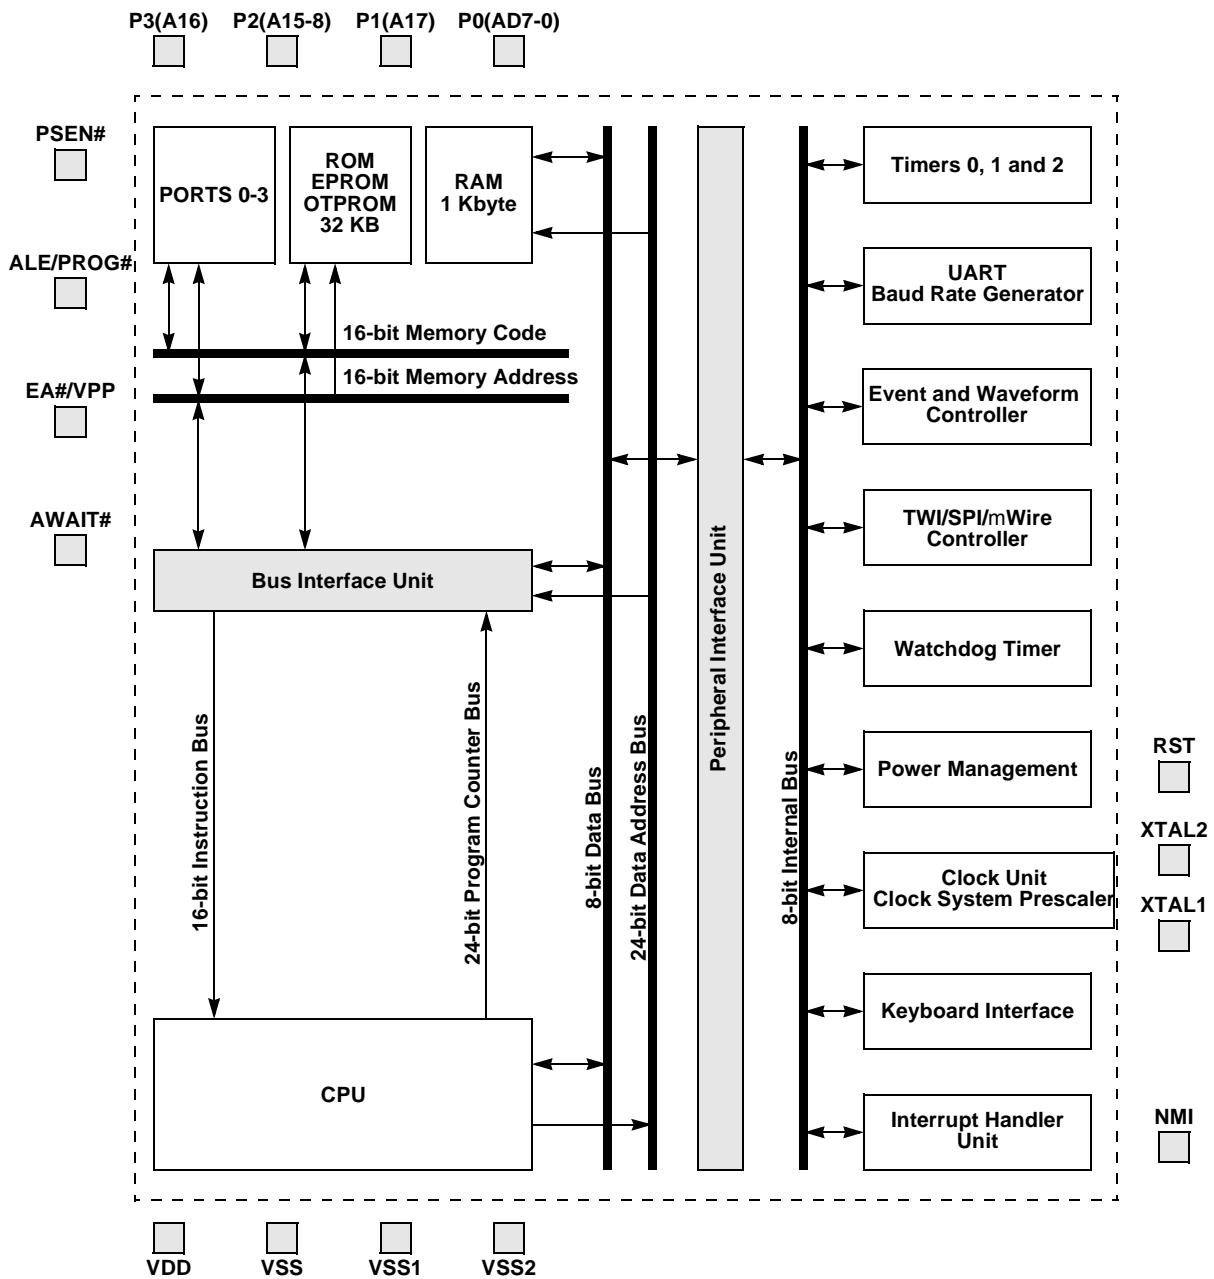 P3(A16) P2(A15-8) P1(A17) P0(AD7-0)
PSEN#
ALE/PROG#
EA#/VPP
AWAIT#
PORTS 0-3
ROM
EPROM
OTPROM
32 KB
RAM
1 Kbyte
16-bit Memory Code
16-bit Memory Address
Bus Interface Unit
16-bit Instruction Bus
24-bit Program Counter Bus
8-bit Data Bus
24-bit Data Address Bus
Peripheral Interface Unit
8-bit Internal Bus
CPU
Timers 0, 1 and 2
UART
Baud Rate Generator
Event and Waveform
Controller
TWI/SPI/mWire
Controller
Watchdog Timer
Power Management
Clock Unit
Clock System Prescaler
Keyboard Interface
Interrupt Handler
Unit
RST
XTAL2
XTAL1
NMI
VDD VSS VSS1 VSS2